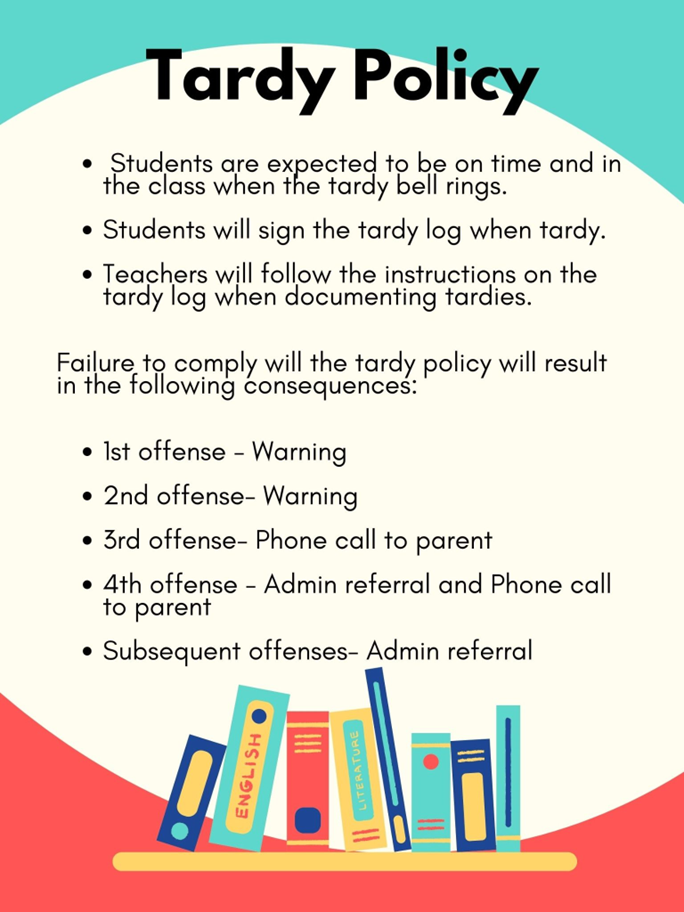 Tardy Policy
• Students are expected to be on time and in
the class when the tardy bell rings.
• Students will sign the tardy log when tardy.
• Teachers will follow the instructions on the
tardy log when documenting tardies.
Failure to comply will the tardy policy will result
in the following consequences:
• 1st offense - Warning
• 2nd offense- Warning
• 3rd offense- Phone call to parent
• 4th offense - Admin referral and Phone call
to parent
• Subsequent offenses- Admin referral
ENGLISH
LITERATURE